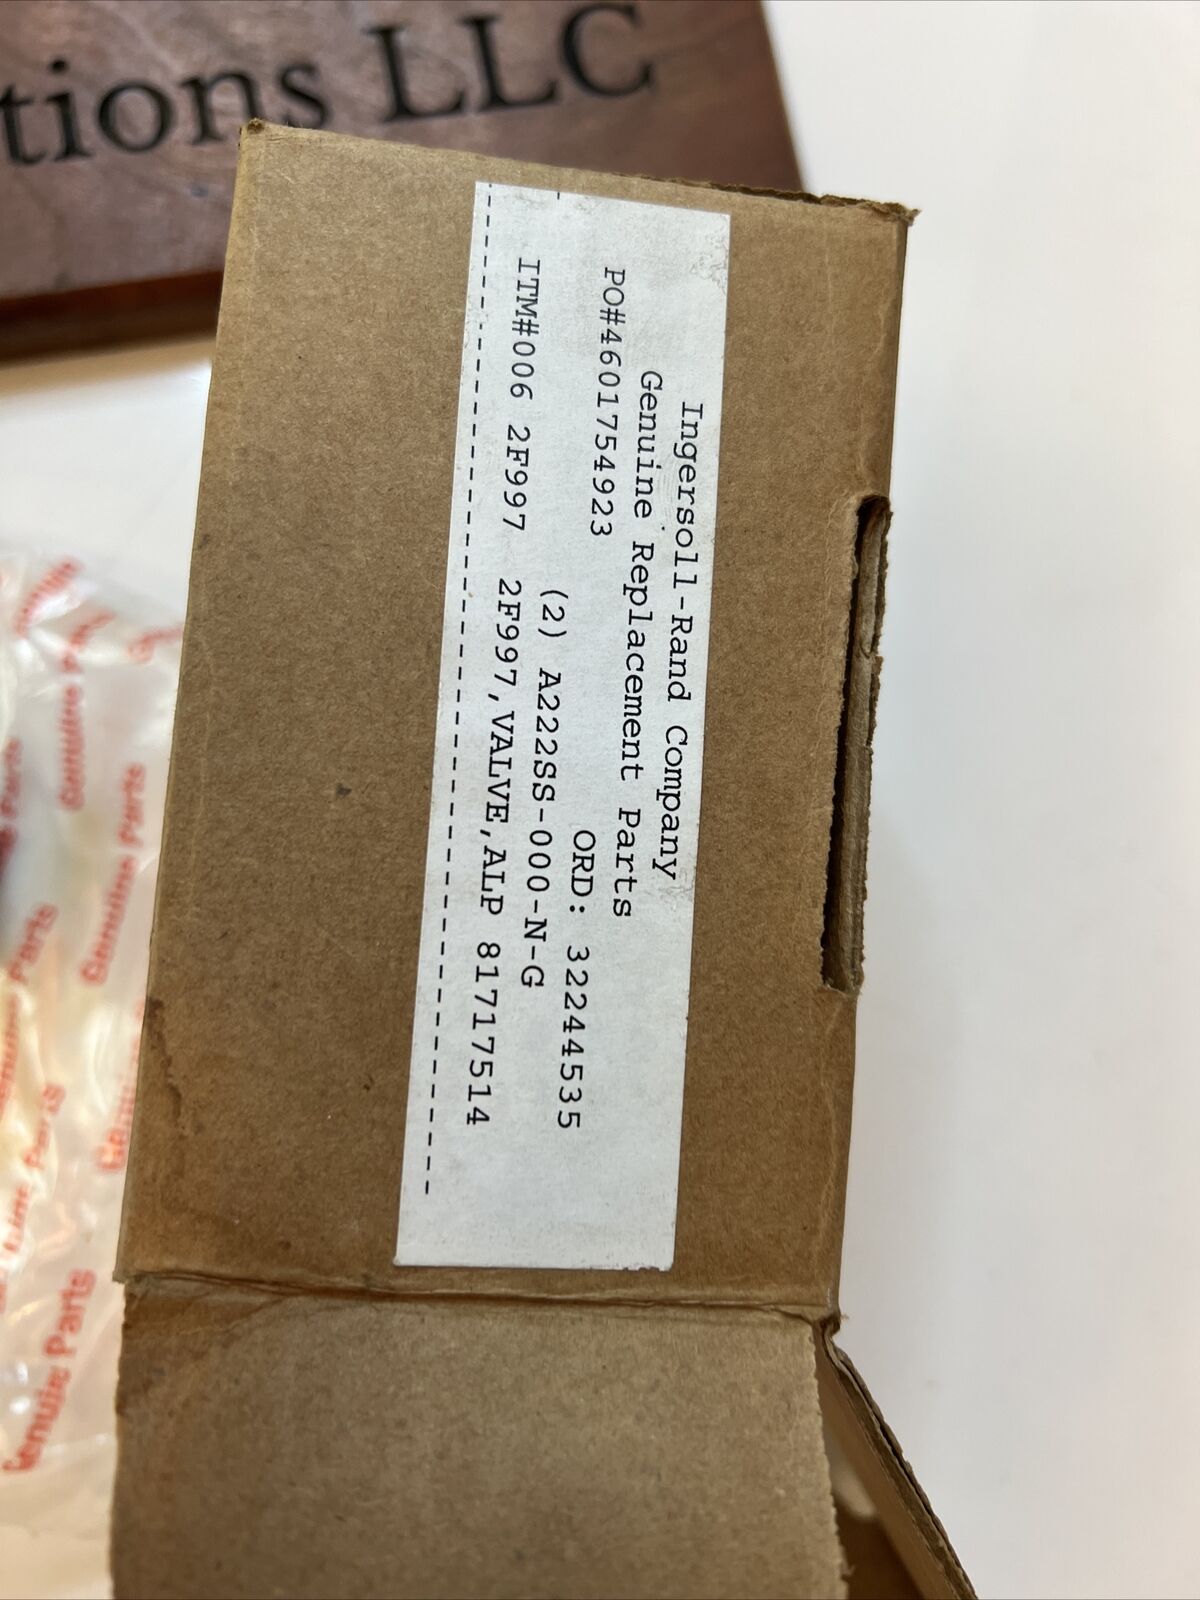 tions LLC
Ingersoll-Rand Company
Genuine Replacement Parts
PO#4601754923
ORD: 32244535
(2) A222SS-000-N-G
ITM#006 2F997 2F997,VALVE,ALP 81717514
Genuine Parts
Genuine Parts
Genuine Parts